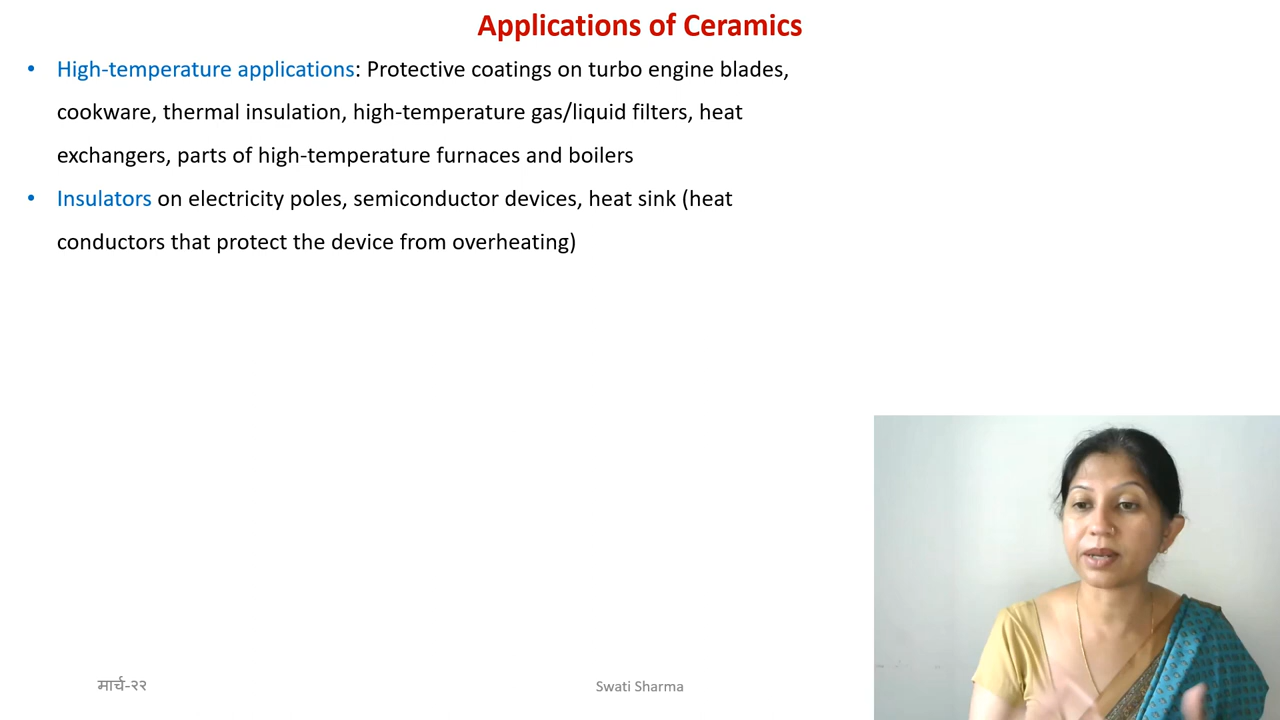 Applications of Ceramics
• High-temperature applications: Protective coatings on turbo engine blades,
cookware, thermal insulation, high-temperature gas/liquid filters, heat
exchangers, parts of high-temperature furnaces and boilers
• Insulators on electricity poles, semiconductor devices, heat sink (heat
conductors that protect the device from overheating)
मार्च-२२
Swati Sharma